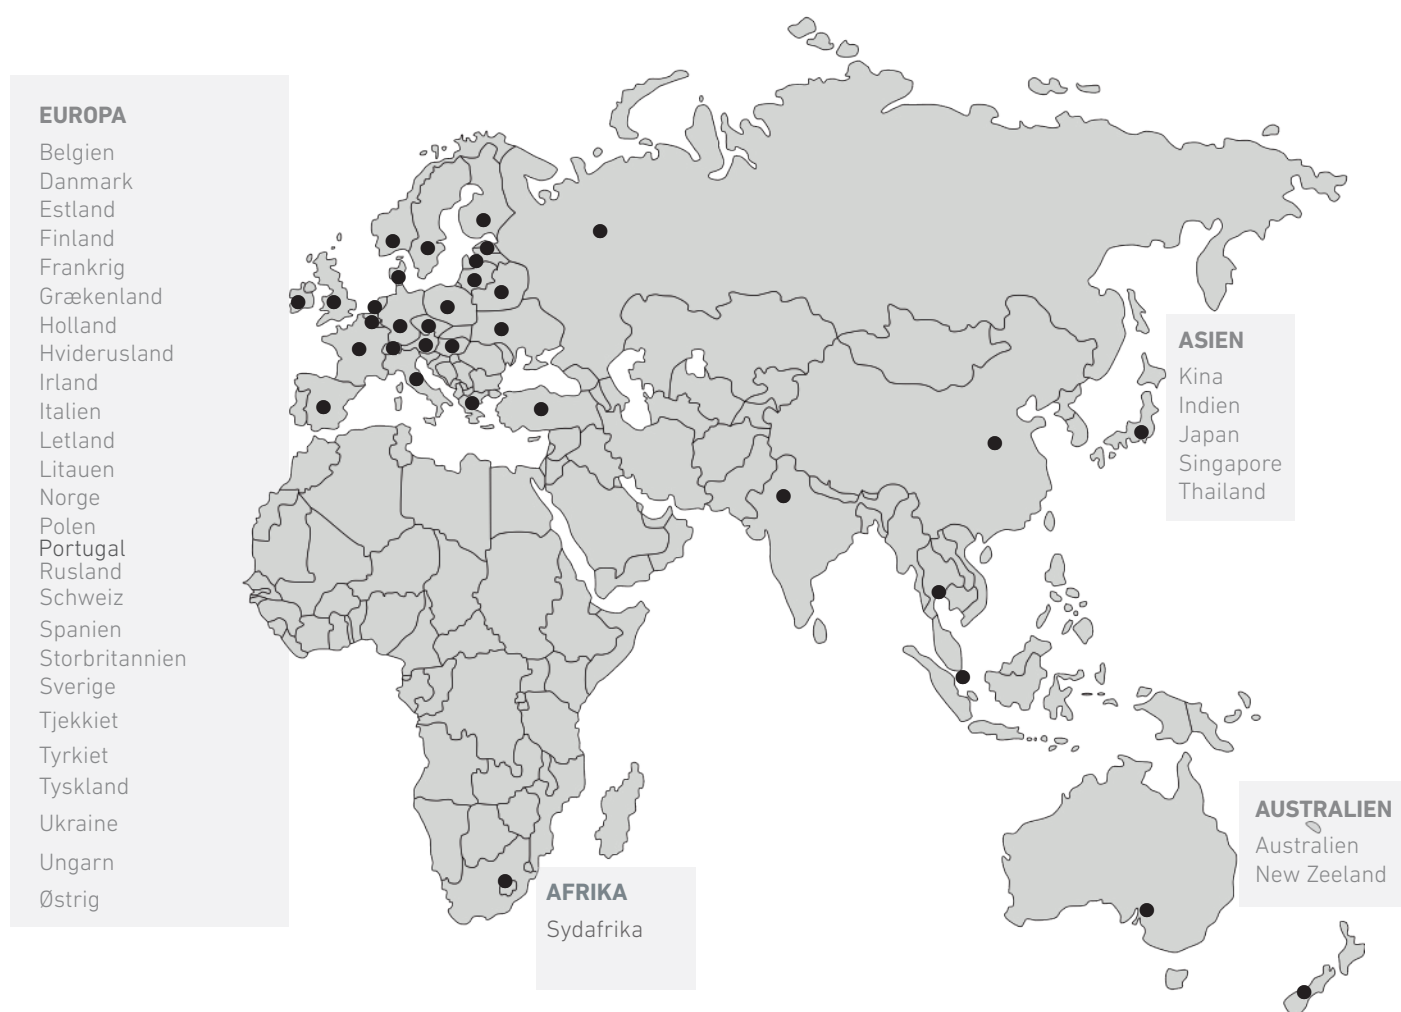 EUROPA
Belgien
Danmark
Estland
Finland
Frankrig
Grækenland
Holland
Hviderusland
Irland
Italien
Letland
Litauen
Norge
Polen
Portugal
Rusland
Schweiz
Spanien
Storbritannien
Sverige
Tjekkiet
Tyrkiet
Tyskland
Ukraine
Ungarn
Østrig
ASIEN
Kina
Indien
Japan
Singapore
Thailand
AFRIKA
Sydafrika
AUSTRALIEN
Australien
New Zeeland